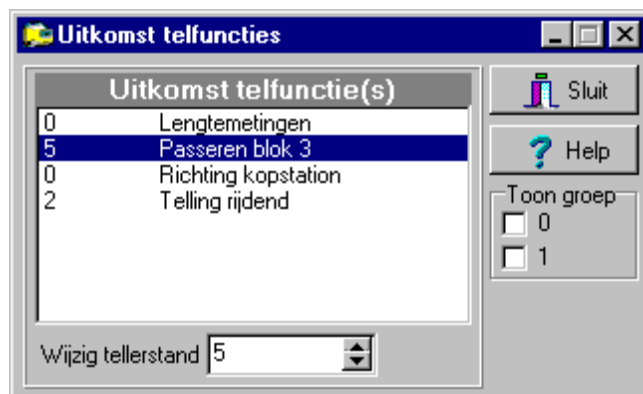 Uitkomst telfuncties
Uitkomst telfunctie(s)
0 Lengtemetingen
5 Passeren blok 3
0 Richting kopstation
2 Telling rijdend
Wijzig tellerstand 5
Sluit
? Help
Toon groep
0
1